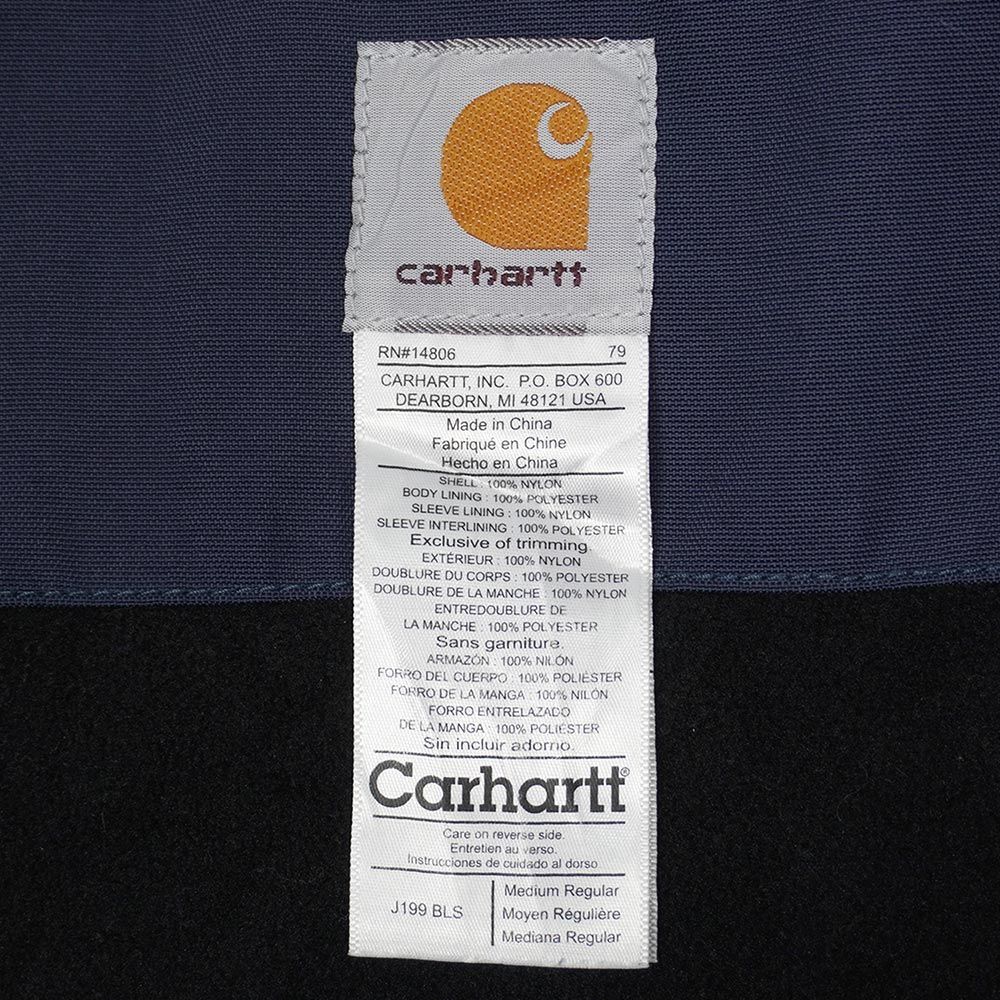 carhartt
RN#14806 79
CARHARTT, INC. P.O. BOX 600
DEARBORN, MI 48121 USA
Made in China
Fabriqué en Chine
Hecho en China
SHELL : 100% NYLON
BODY LINING : 100% POLYESTER
SLEEVE LINING : 100% NYLON
SLEEVE INTERLINING : 100% POLYESTER
Exclusive of trimming.
EXTÉRIEUR : 100% NYLON
DOUBLURE DU CORPS : 100% POLYESTER
DOUBLURE DE LA MANCHE : 100% NYLON
ENTREDOUBLURE DE
LA MANCHE : 100% POLYESTER
Sans garniture.
ARMAZÓN : 100% NILÓN
FORRO DEL CUERPO : 100% POLIÉSTER
FORRO DE LA MANGA : 100% NILÓN
FORRO ENTRELAZADO
DE LA MANGA : 100% POLIÉSTER
Sin incluir adorno.
Carhartt®
Care on reverse side.
Entretien au verso.
Instrucciones de cuidado al dorso
J199 BLS
Medium Regular
Moyen Régulière
Mediana Regular